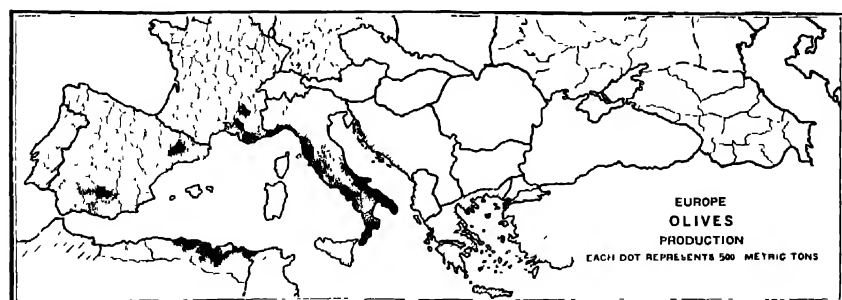 EUROPE
OLIVES
PRODUCTION
EACH DOT REPRESENTS 500 METRIC TONS